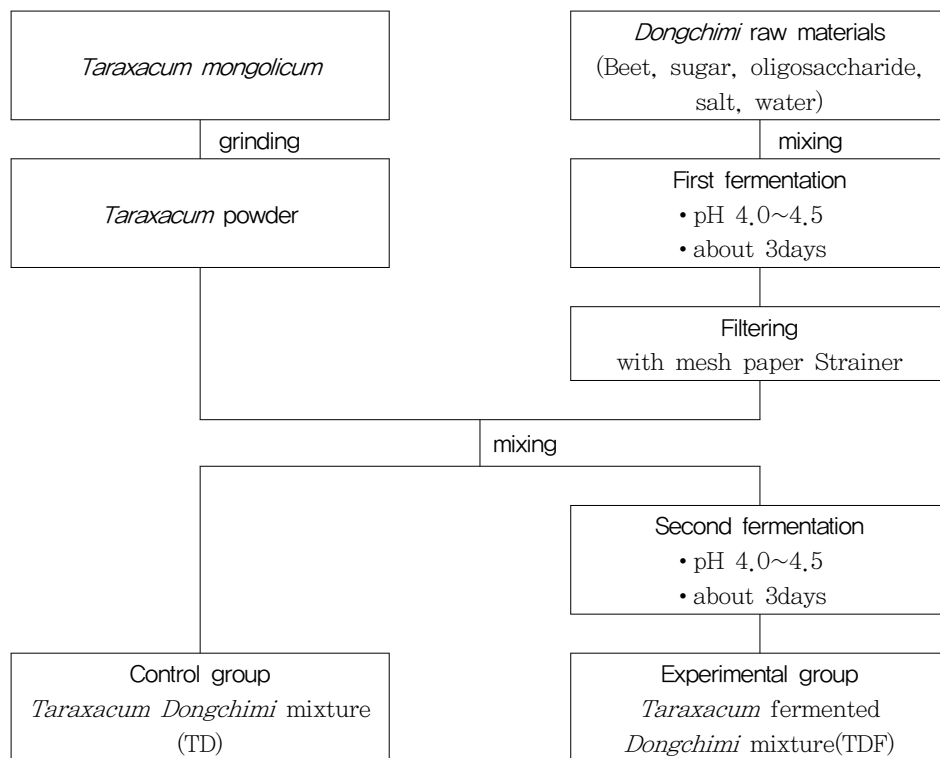 Taraxacum mongolicum
Dongchimi raw materials
(Beet, sugar, oligosaccharide,
salt, water)
grinding
mixing
Taraxacum powder
First fermentation
• pH 4.0~4.5
• about 3days
Filtering
with mesh paper Strainer
mixing
Second fermentation
• pH 4.0~4.5
• about 3days
Control group
Taraxacum Dongchimi mixture
(TD)
Experimental group
Taraxacum fermented
Dongchimi mixture(TDF)